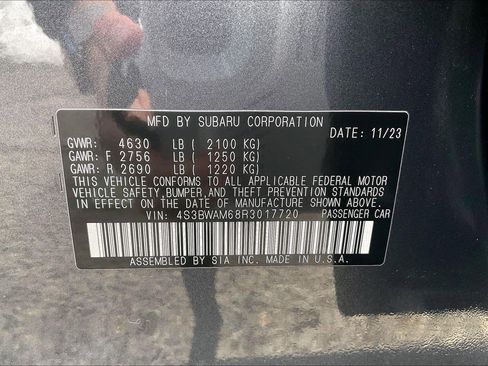 MFD BY SUBARU CORPORATION
DATE: 11/23
GVWR: 4630 LB ( 2100 KG)
GAWR: F 2756 LB ( 1250 KG)
GAWR: R 2690 LB ( 1220 KG)
THIS VEHICLE CONFORMS TO ALL APPLICABLE FEDERAL MOTOR
VEHICLE SAFETY,BUMPER,AND THEFT PREVENTION STANDARDS
IN EFFECT ON THE DATE OF MANUFACTURE SHOWN ABOVE.
VIN: 4S3BWAM68R3017720 PASSENGER CAR
ASSEMBLED BY SIA INC. MADE IN U.S.A.